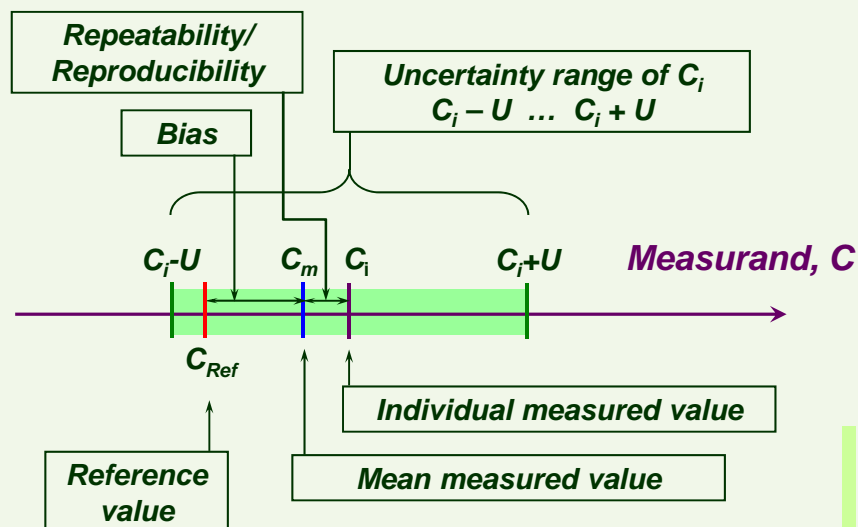 Repeatability/
Reproducibility
Uncertainty range of Ci
Ci – U … Ci + U
Bias
Ci-U
Cm
Ci
Ci+U
Measurand, C
CRef
Individual measured value
Mean measured value
Reference
value